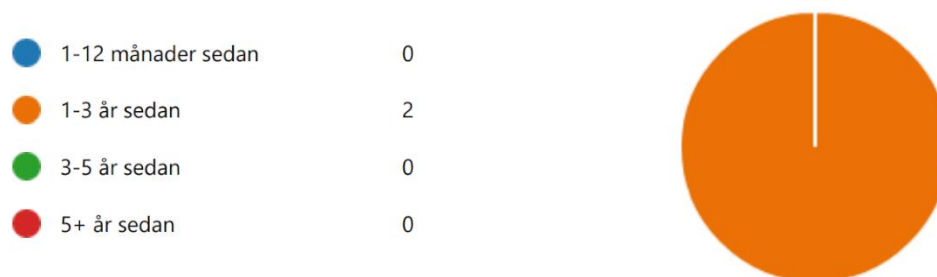 1-12 månader sedan 0
1-3 år sedan 2
3-5 år sedan 0
5+ år sedan 0